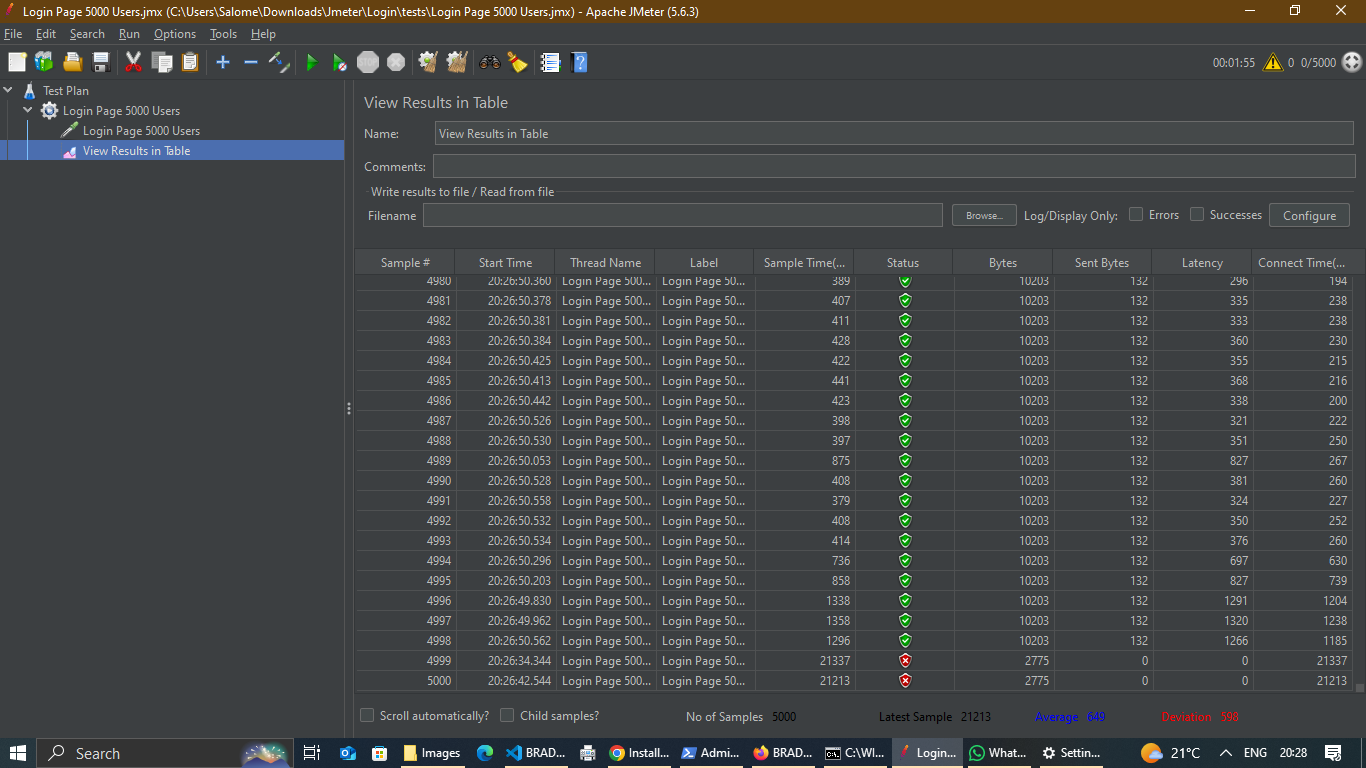 Login Page 5000 Users.jmx (C:\Users\Salome\Downloads\Jmeter\Login\tests\Login Page 5000 Users.jmx) - Apache JMeter (5.6.3)
File Edit Search Run Options Tools Help
STOP 00:01:55 0 0/5000
Test Plan
Login Page 5000 Users
Login Page 5000 Users
View Results in Table
View Results in Table
Name: View Results in Table
Comments:
Write results to file / Read from file
Filename Browse... Log/Display Only: Errors Successes Configure
Sample # Start Time Thread Name Label Sample Time(... Status Bytes Sent Bytes Latency Connect Time(...
4980 20:26:50.360 Login Page 500... Login Page 50... 389 10203 132 296 194
4981 20:26:50.378 Login Page 500... Login Page 50... 407 10203 132 335 238
4982 20:26:50.381 Login Page 500... Login Page 50... 411 10203 132 333 238
4983 20:26:50.384 Login Page 500... Login Page 50... 428 10203 132 360 230
4984 20:26:50.425 Login Page 500... Login Page 50... 422 10203 132 355 215
4985 20:26:50.413 Login Page 500... Login Page 50... 441 10203 132 368 216
4986 20:26:50.442 Login Page 500... Login Page 50... 423 10203 132 338 200
4987 20:26:50.526 Login Page 500... Login Page 50... 398 10203 132 321 222
4988 20:26:50.530 Login Page 500... Login Page 50... 397 10203 132 351 250
4989 20:26:50.053 Login Page 500... Login Page 50... 875 10203 132 827 267
4990 20:26:50.528 Login Page 500... Login Page 50... 408 10203 132 381 260
4991 20:26:50.558 Login Page 500... Login Page 50... 379 10203 132 324 227
4992 20:26:50.532 Login Page 500... Login Page 50... 408 10203 132 350 252
4993 20:26:50.534 Login Page 500... Login Page 50... 414 10203 132 376 260
4994 20:26:50.296 Login Page 500... Login Page 50... 736 10203 132 697 630
4995 20:26:50.203 Login Page 500... Login Page 50... 858 10203 132 827 739
4996 20:26:49.830 Login Page 500... Login Page 50... 1338 10203 132 1291 1204
4997 20:26:49.962 Login Page 500... Login Page 50... 1358 10203 132 1320 1238
4998 20:26:50.562 Login Page 500... Login Page 50... 1296 10203 132 1266 1185
4999 20:26:34.344 Login Page 500... Login Page 50... 21337 2775 0 0 21337
5000 20:26:42.544 Login Page 500... Login Page 50... 21213 2775 0 0 21213
Scroll automatically? Child samples? No of Samples 5000 Latest Sample 21213 Average 649 Deviation 598
Search Images BRAD... Install... Admi... BRAD... C:\WI... Login... What... Settin... 21°C ENG 20:28